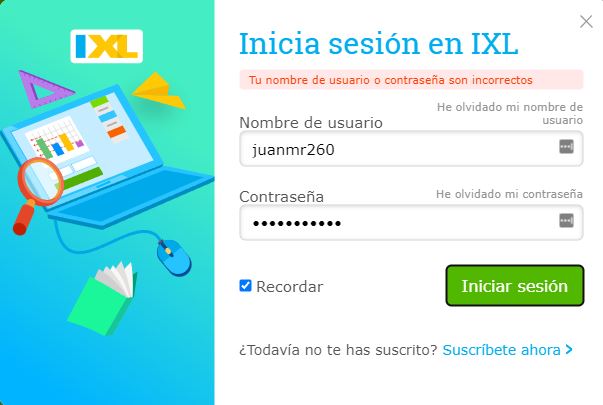 IXL
Inicia sesión en IXL
Tu nombre de usuario o contraseña son incorrectos
He olvidado mi nombre de
usuario
Nombre de usuario
juanmr260
Contraseña
He olvidado mi contraseña
•••••••••••
Recordar
Iniciar sesión
¿Todavía no te has suscrito? Suscríbete ahora >